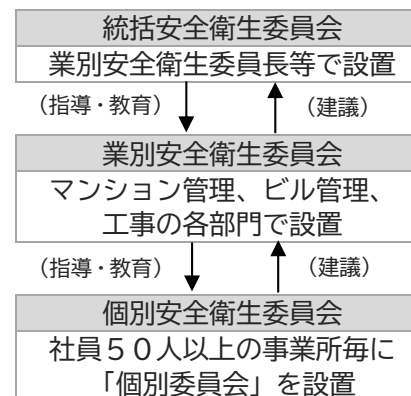 統括安全衛生委員会
業別安全衛生委員長等で設置
（指導・教育） （建議）
業別安全衛生委員会
マンション管理、ビル管理、
工事の各部門で設置
（指導・教育） （建議）
個別安全衛生委員会
社員５０人以上の事業所毎に
「個別委員会」を設置